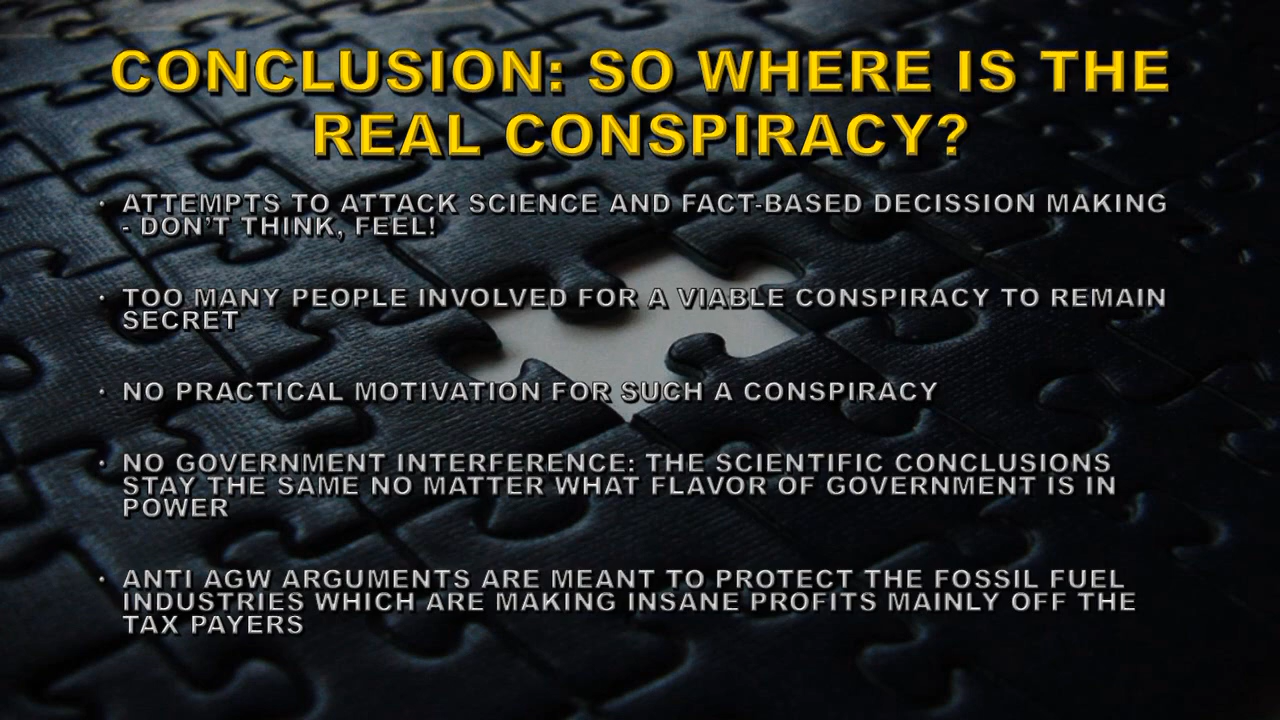 CONCLUSION: SO WHERE IS THE
REAL CONSPIRACY?
• ATTEMPTS TO ATTACK SCIENCE AND FACT-BASED DECISSION MAKING
- DON'T THINK, FEEL!
• TOO MANY PEOPLE INVOLVED FOR A VIABLE CONSPIRACY TO REMAIN
SECRET
• NO PRACTICAL MOTIVATION FOR SUCH A CONSPIRACY
• NO GOVERNMENT INTERFERENCE: THE SCIENTIFIC CONCLUSIONS
STAY THE SAME NO MATTER WHAT FLAVOR OF GOVERNMENT IS IN
POWER
• ANTI AGW ARGUMENTS ARE MEANT TO PROTECT THE FOSSIL FUEL
INDUSTRIES WHICH ARE MAKING INSANE PROFITS MAINLY OFF THE
TAX PAYERS